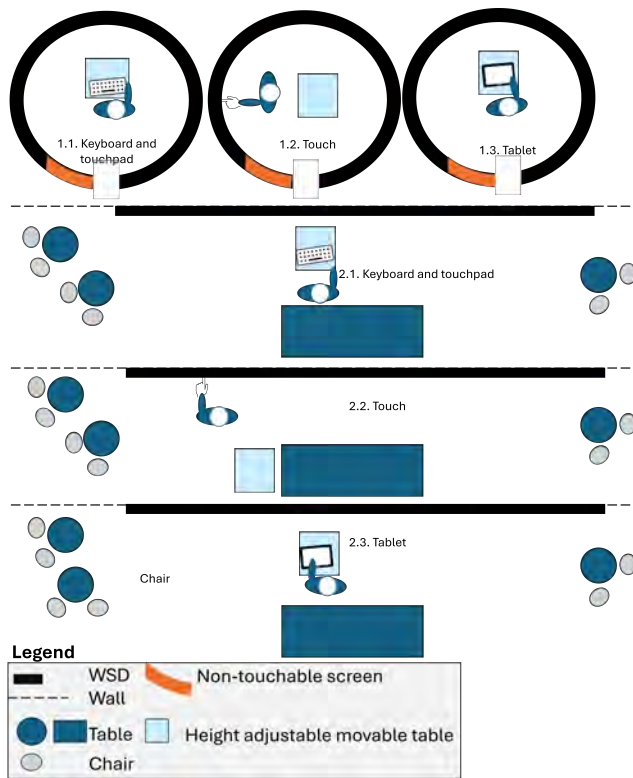 1.1. Keyboard and
touchpad
1.2. Touch
1.3. Tablet
2.1. Keyboard and touchpad
2.2. Touch
2.3. Tablet
Chair
Legend
WSD
Non-touchable screen
Wall
Table
Height adjustable movable table
Chair